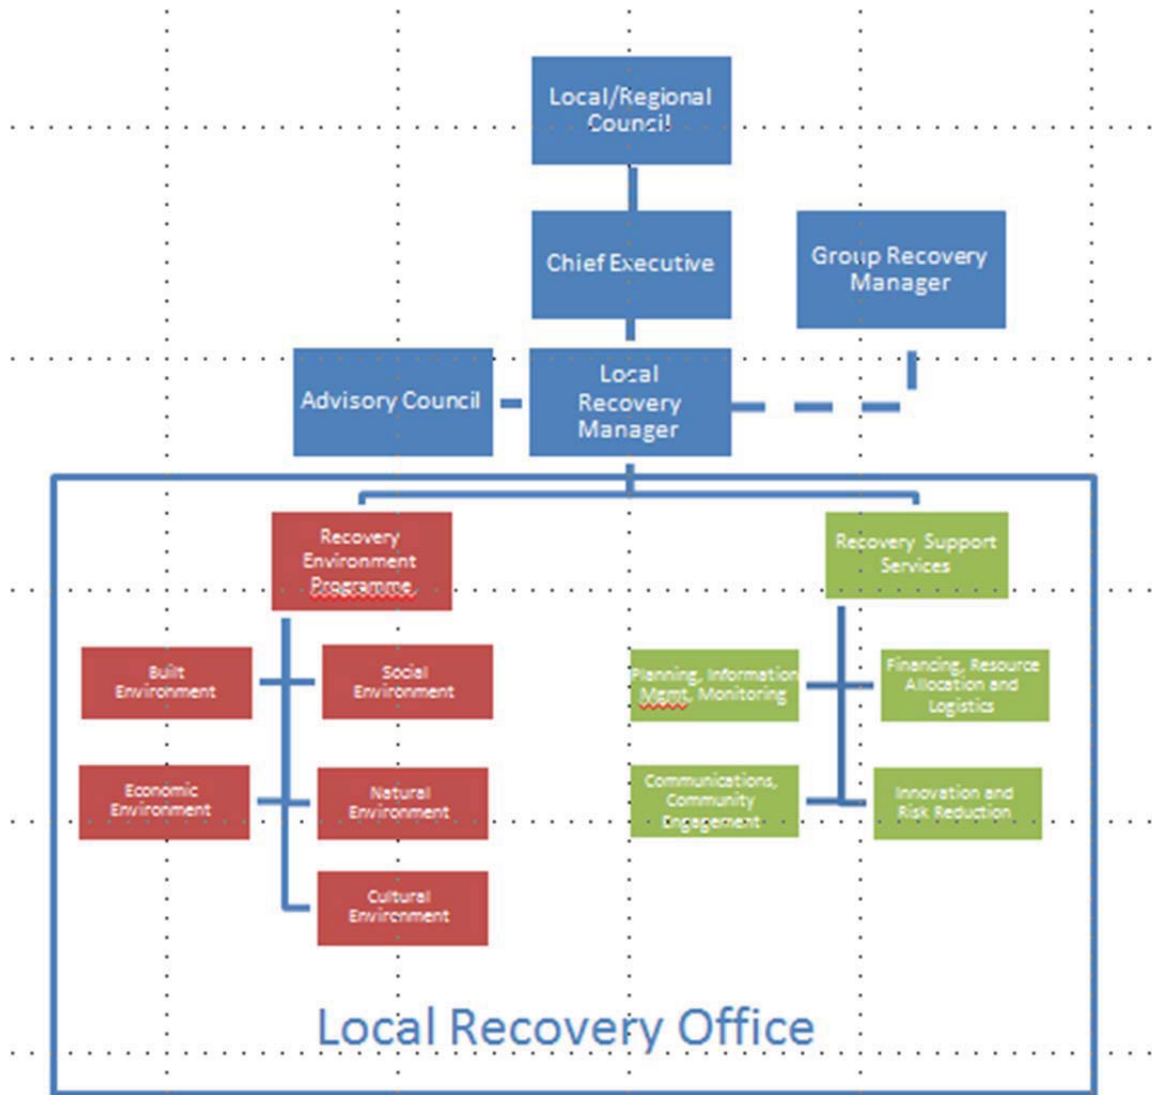 Local/Regional
Council
Chief Executive
Group Recovery
Manager
Advisory Council
Local
Recovery
Manager
Recovery
Environment
Programme
Recovery Support
Services
Built
Environment
Social
Environment
Planning, Information
Mgmt, Monitoring
Financing, Resource
Allocation and
Logistics
Economic
Environment
Natural
Environment
Communications,
Community
Engagement
Innovation and
Risk Reduction
Cultural
Environment
Local Recovery Office